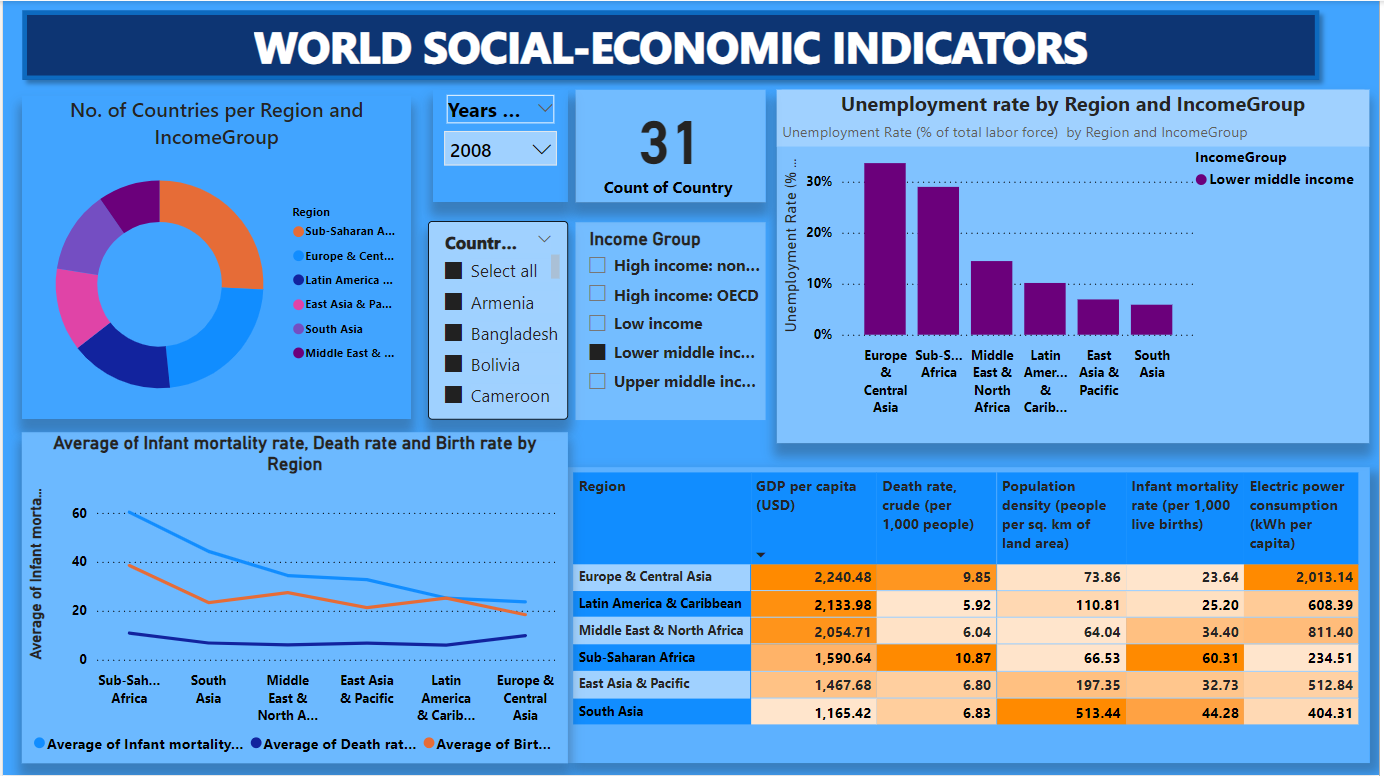 WORLD SOCIAL-ECONOMIC INDICATORS
No. of Countries per Region and
IncomeGroup
Region
Sub-Saharan A...
Europe & Cent...
Latin America ...
East Asia & Pa...
South Asia
Middle East & ...
Years ...
2008
31
Count of Country
Countr...
Select all
Armenia
Bangladesh
Bolivia
Cameroon
Income Group
High income: non...
High income: OECD
Low income
Lower middle inc...
Upper middle inc...
Unemployment rate by Region and IncomeGroup
Unemployment Rate (% of total labor force) by Region and IncomeGroup
Unemployment Rate (% ...
30%
20%
10%
0%
Europe
&
Central
Asia
Sub-S...
Africa
Middle
East &
North
Africa
Latin
Amer...
&
Carib...
East
Asia &
Pacific
South
Asia
IncomeGroup
Lower middle income
Average of Infant mortality rate, Death rate and Birth rate by
Region
Average of Infant morta...
60
40
20
0
Sub-Sah...
Africa
South
Asia
Middle
East &
North A...
East Asia
& Pacific
Latin
America
& Carib...
Europe &
Central
Asia
Average of Infant mortality... Average of Death rat... Average of Birt...
Region
GDP per capita
(USD)
Death rate,
crude (per
1,000 people)
Population
density (people
per sq. km of
land area)
Infant mortality
rate (per 1,000
live births)
Electric power
consumption
(kWh per
capita)
Europe & Central Asia 2,240.48 9.85 73.86 23.64 2,013.14
Latin America & Caribbean 2,133.98 5.92 110.81 25.20 608.39
Middle East & North Africa 2,054.71 6.04 64.04 34.40 811.40
Sub-Saharan Africa 1,590.64 10.87 66.53 60.31 234.51
East Asia & Pacific 1,467.68 6.80 197.35 32.73 512.84
South Asia 1,165.42 6.83 513.44 44.28 404.31